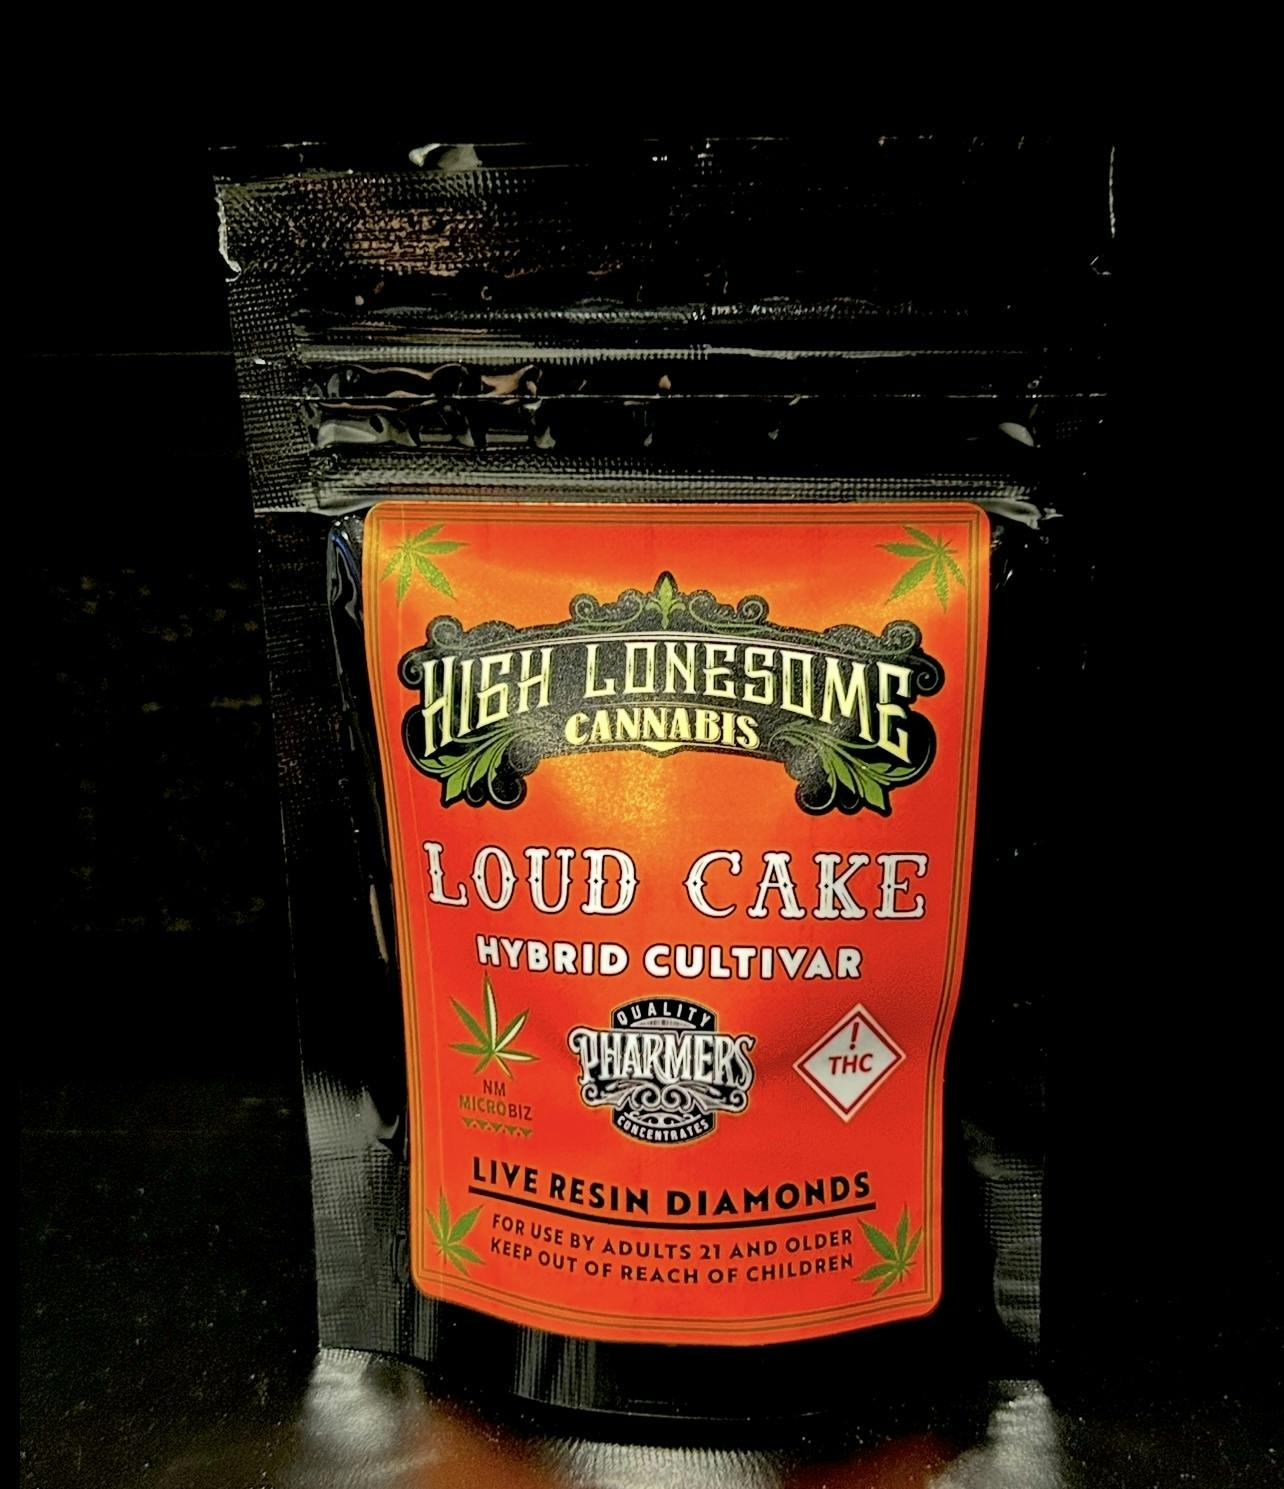 HIGH LONESOME
CANNABIS
LOUD CAKE
HYBRID CULTIVAR
QUALITY
PHARMERS
CONCENTRATES
NM
MICROBIZ
!
THC
LIVE RESIN DIAMONDS
FOR USE BY ADULTS 21 AND OLDER
KEEP OUT OF REACH OF CHILDREN